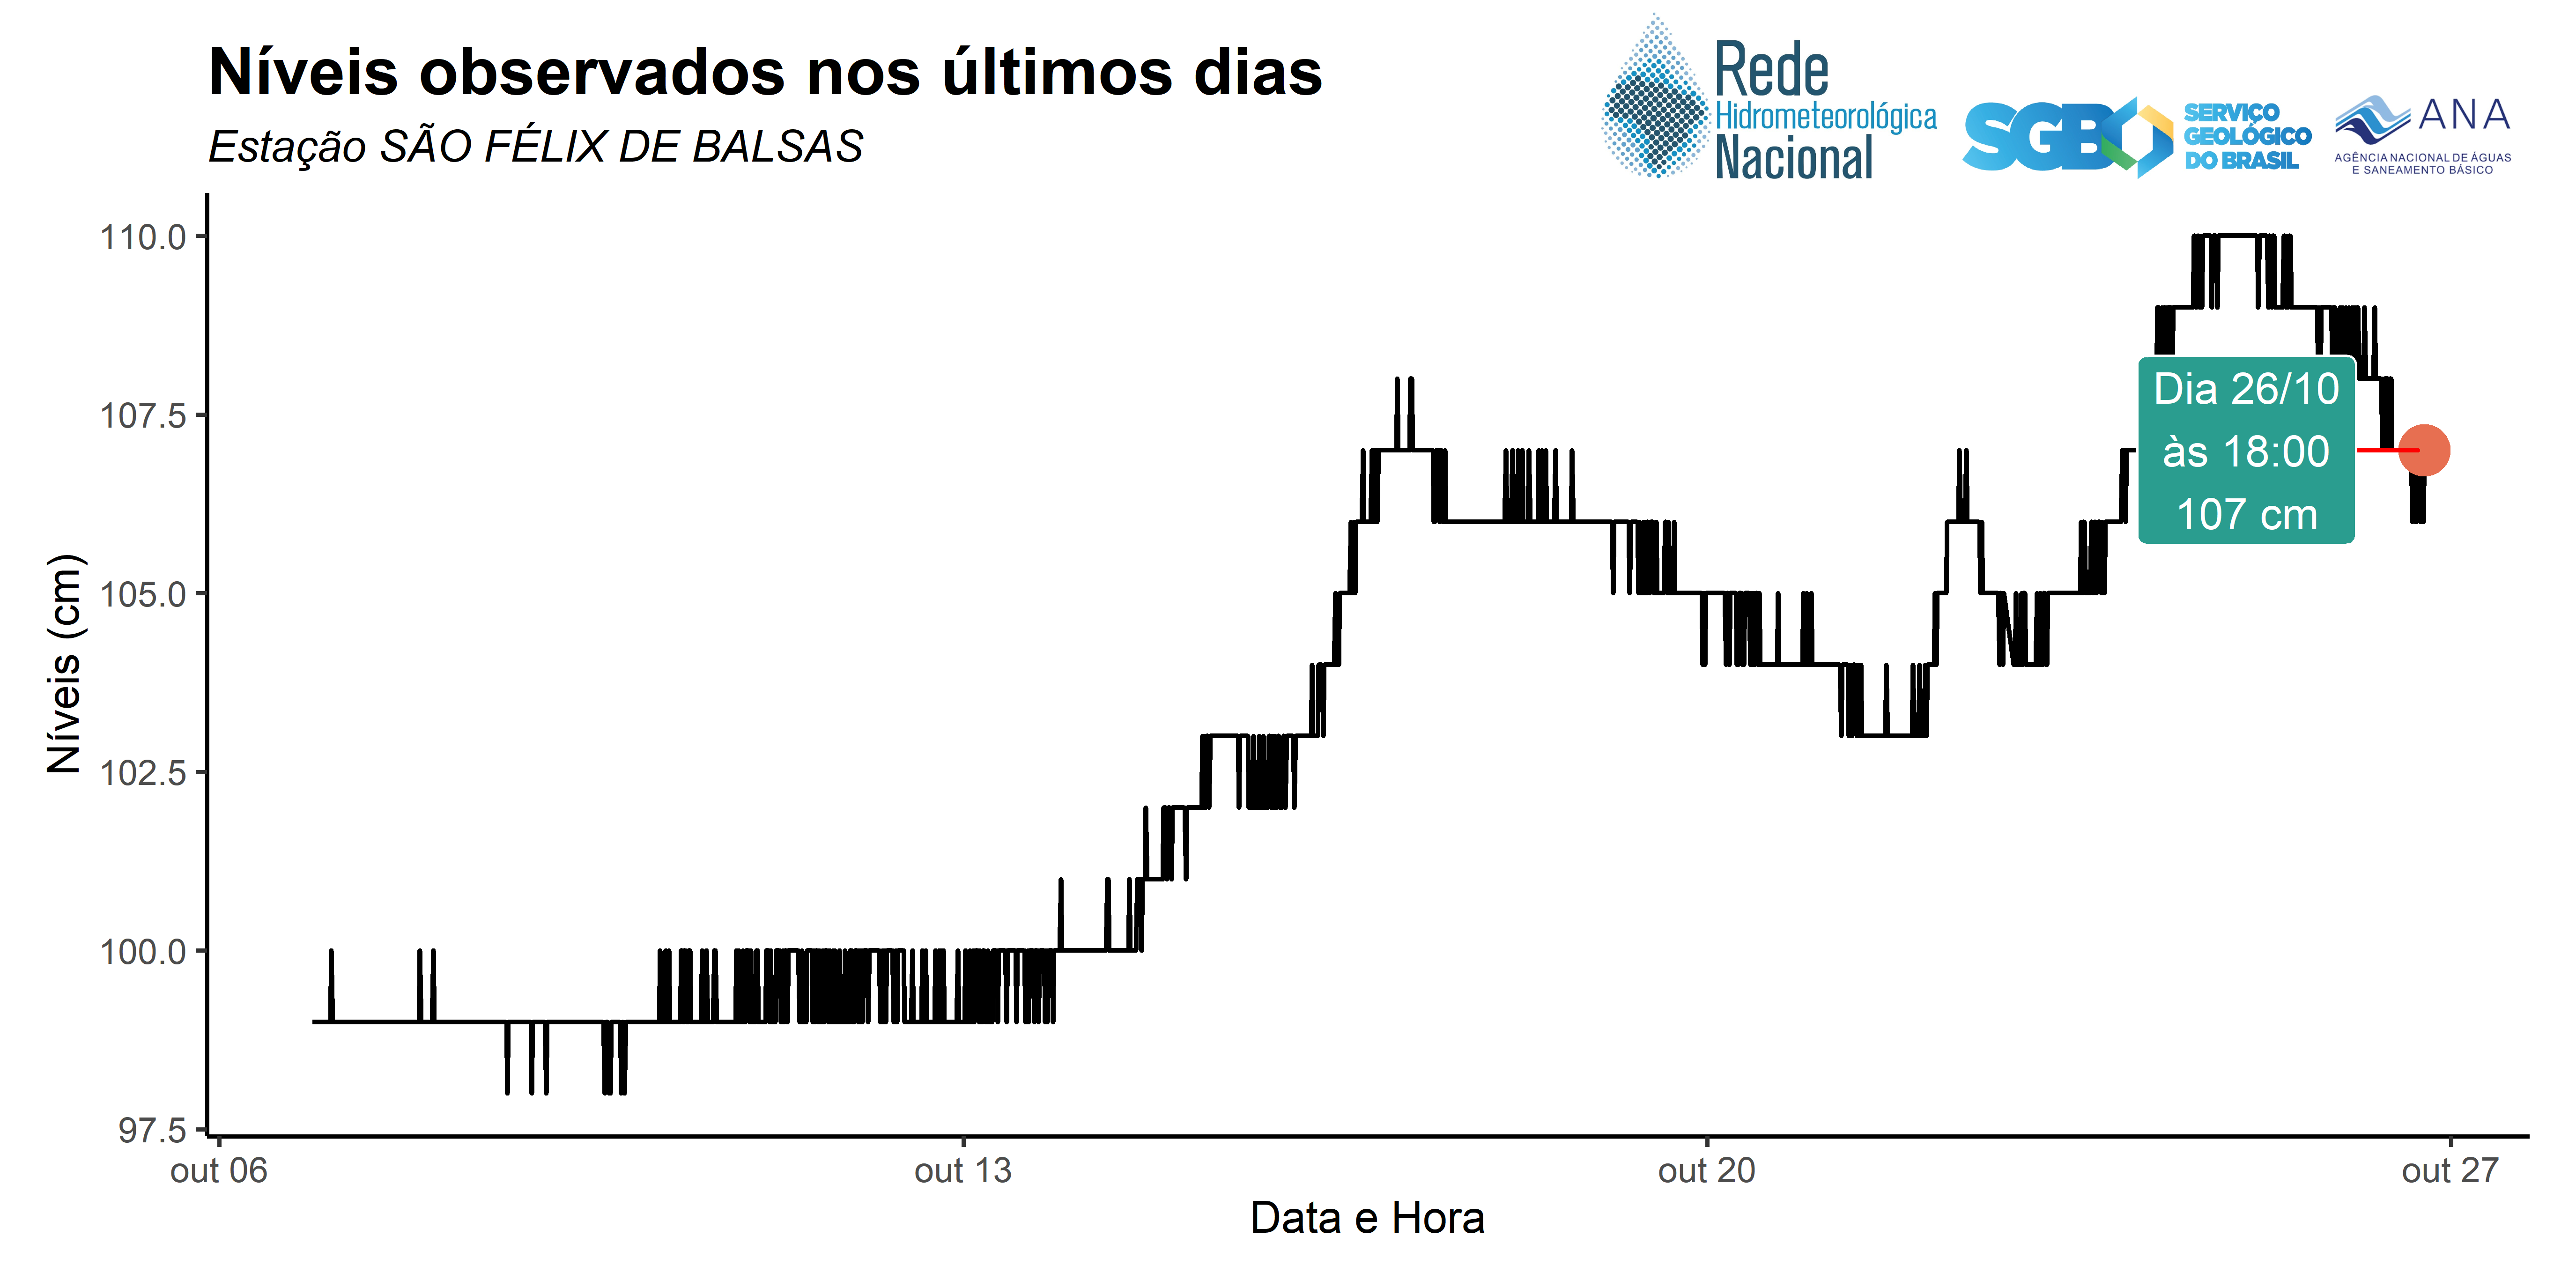 Níveis observados nos últimos dias
Estação SÃO FÉLIX DE BALSAS
Rede
Hidrometeorológica
Nacional
SGB
SERVIÇO
GEOLÓGICO
DO BRASIL
ANA
AGÊNCIA NACIONAL DE ÁGUAS
E SANEAMENTO BÁSICO
Níveis (cm)
110.0
107.5
105.0
102.5
100.0
97.5
Dia 26/10
às 18:00
107 cm
out 06
out 13
out 20
out 27
Data e Hora